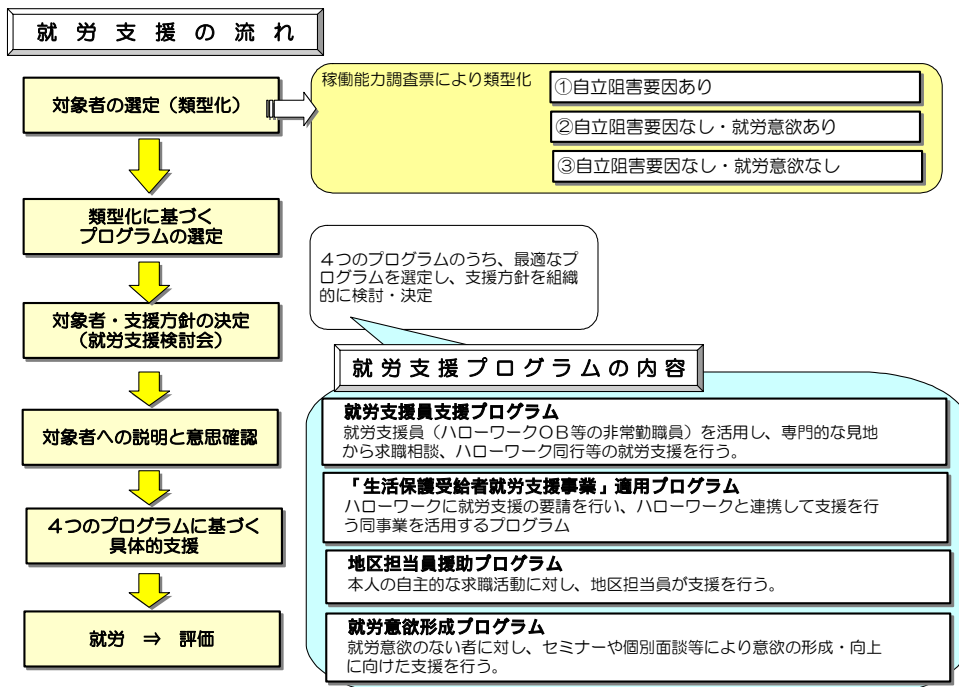 就労支援の流れ
対象者の選定（類型化）
稼働能力調査票により類型化
①自立阻害要因あり
②自立阻害要因なし・就労意欲あり
③自立阻害要因なし・就労意欲なし
類型化に基づく
プログラムの選定
４つのプログラムのうち、最適なプ
ログラムを選定し、支援方針を組織
的に検討・決定
対象者・支援方針の決定
（就労支援検討会）
対象者への説明と意思確認
４つのプログラムに基づく
具体的支援
就労　⇒　評価
就労支援プログラムの内容
就労支援員支援プログラム
就労支援員（ハローワークＯＢ等の非常勤職員）を活用し、専門的な見地
から求職相談、ハローワーク同行等の就労支援を行う。
「生活保護受給者就労支援事業」適用プログラム
ハローワークに就労支援の要請を行い、ハローワークと連携して支援を行
う同事業を活用するプログラム
地区担当員援助プログラム
本人の自主的な求職活動に対し、地区担当員が支援を行う。
就労意欲形成プログラム
就労意欲のない者に対し、セミナーや個別面談等により意欲の形成・向上
に向けた支援を行う。